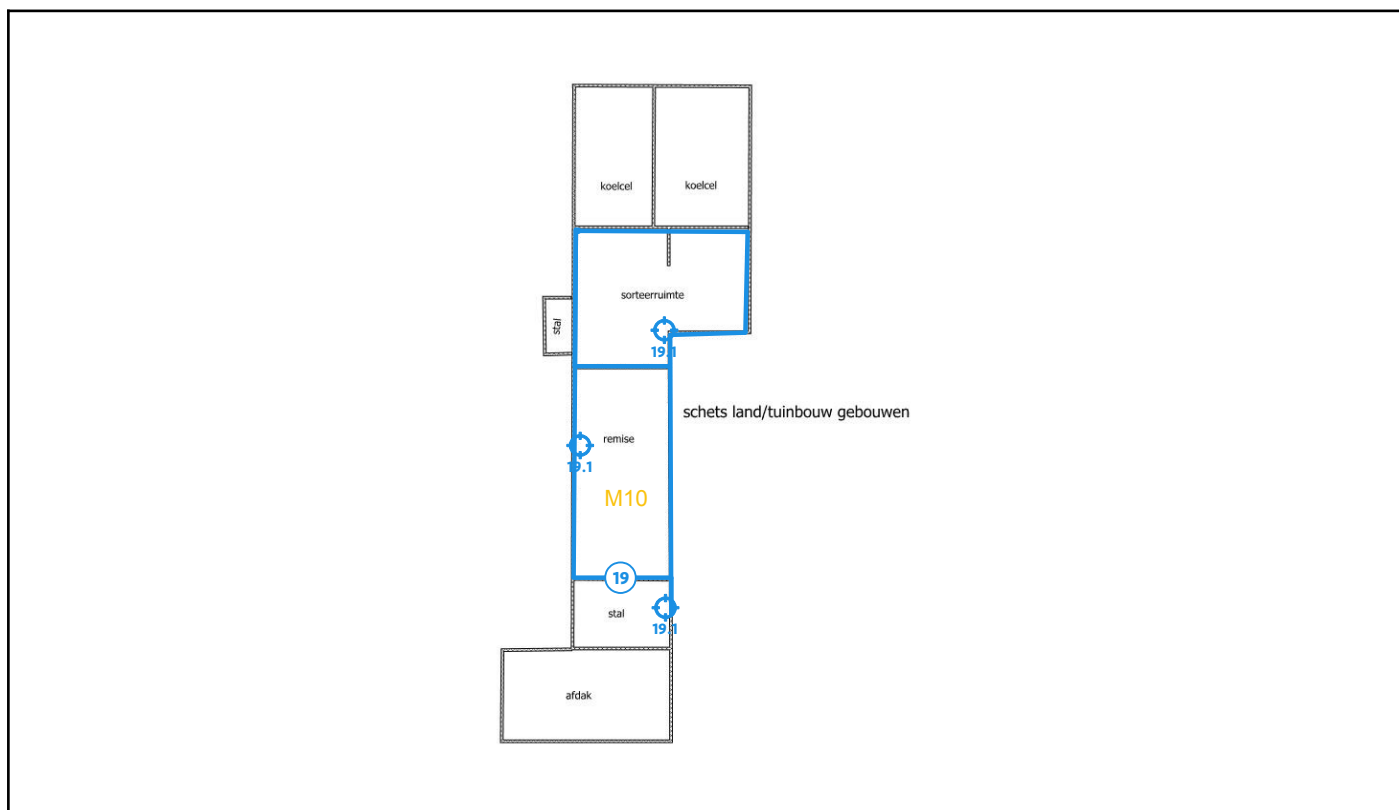 koelcel
koelcel
sorteerruimte
stal
19.1
schets land/tuinbouw gebouwen
remise
19.1
M10
19
stal
19.1
afdak